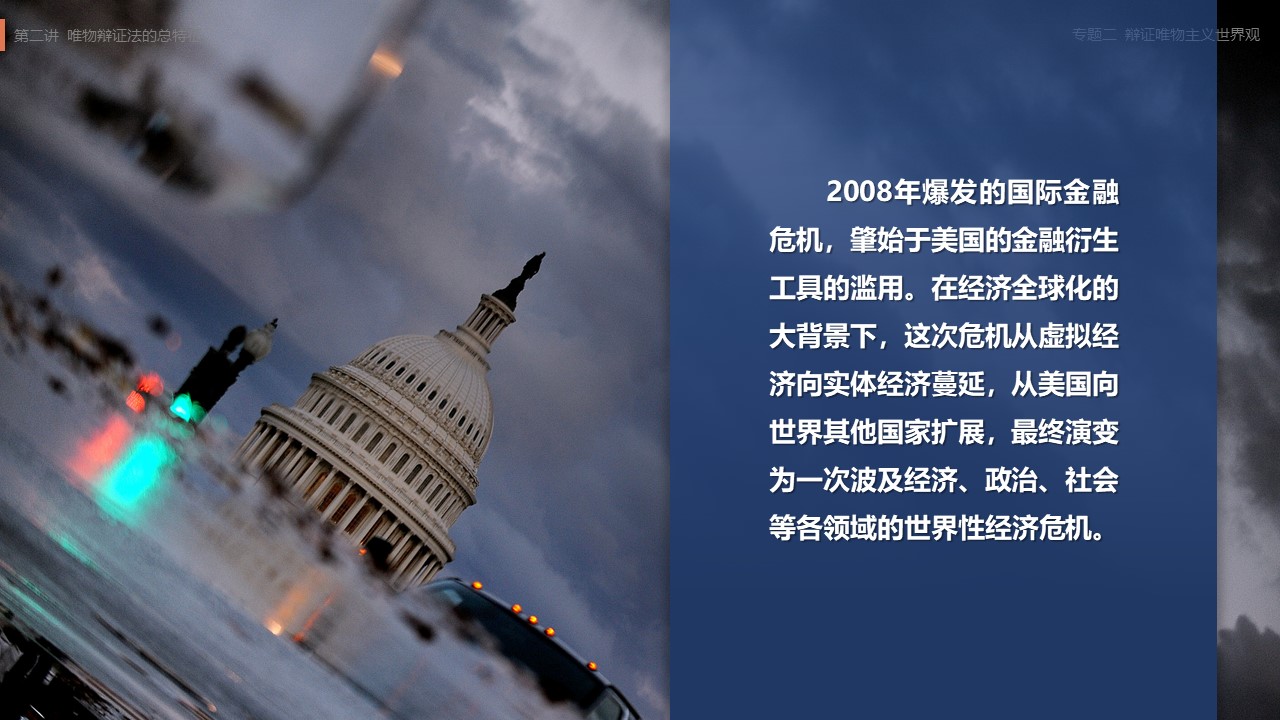 第二讲 唯物辩证法的总特征
专题二 辩证唯物主义世界观
2008年爆发的国际金融
危机，肇始于美国的金融衍生
工具的滥用。在经济全球化的
大背景下，这次危机从虚拟经
济向实体经济蔓延，从美国向
世界其他国家扩展，最终演变
为一次波及经济、政治、社会
等各领域的世界性经济危机。